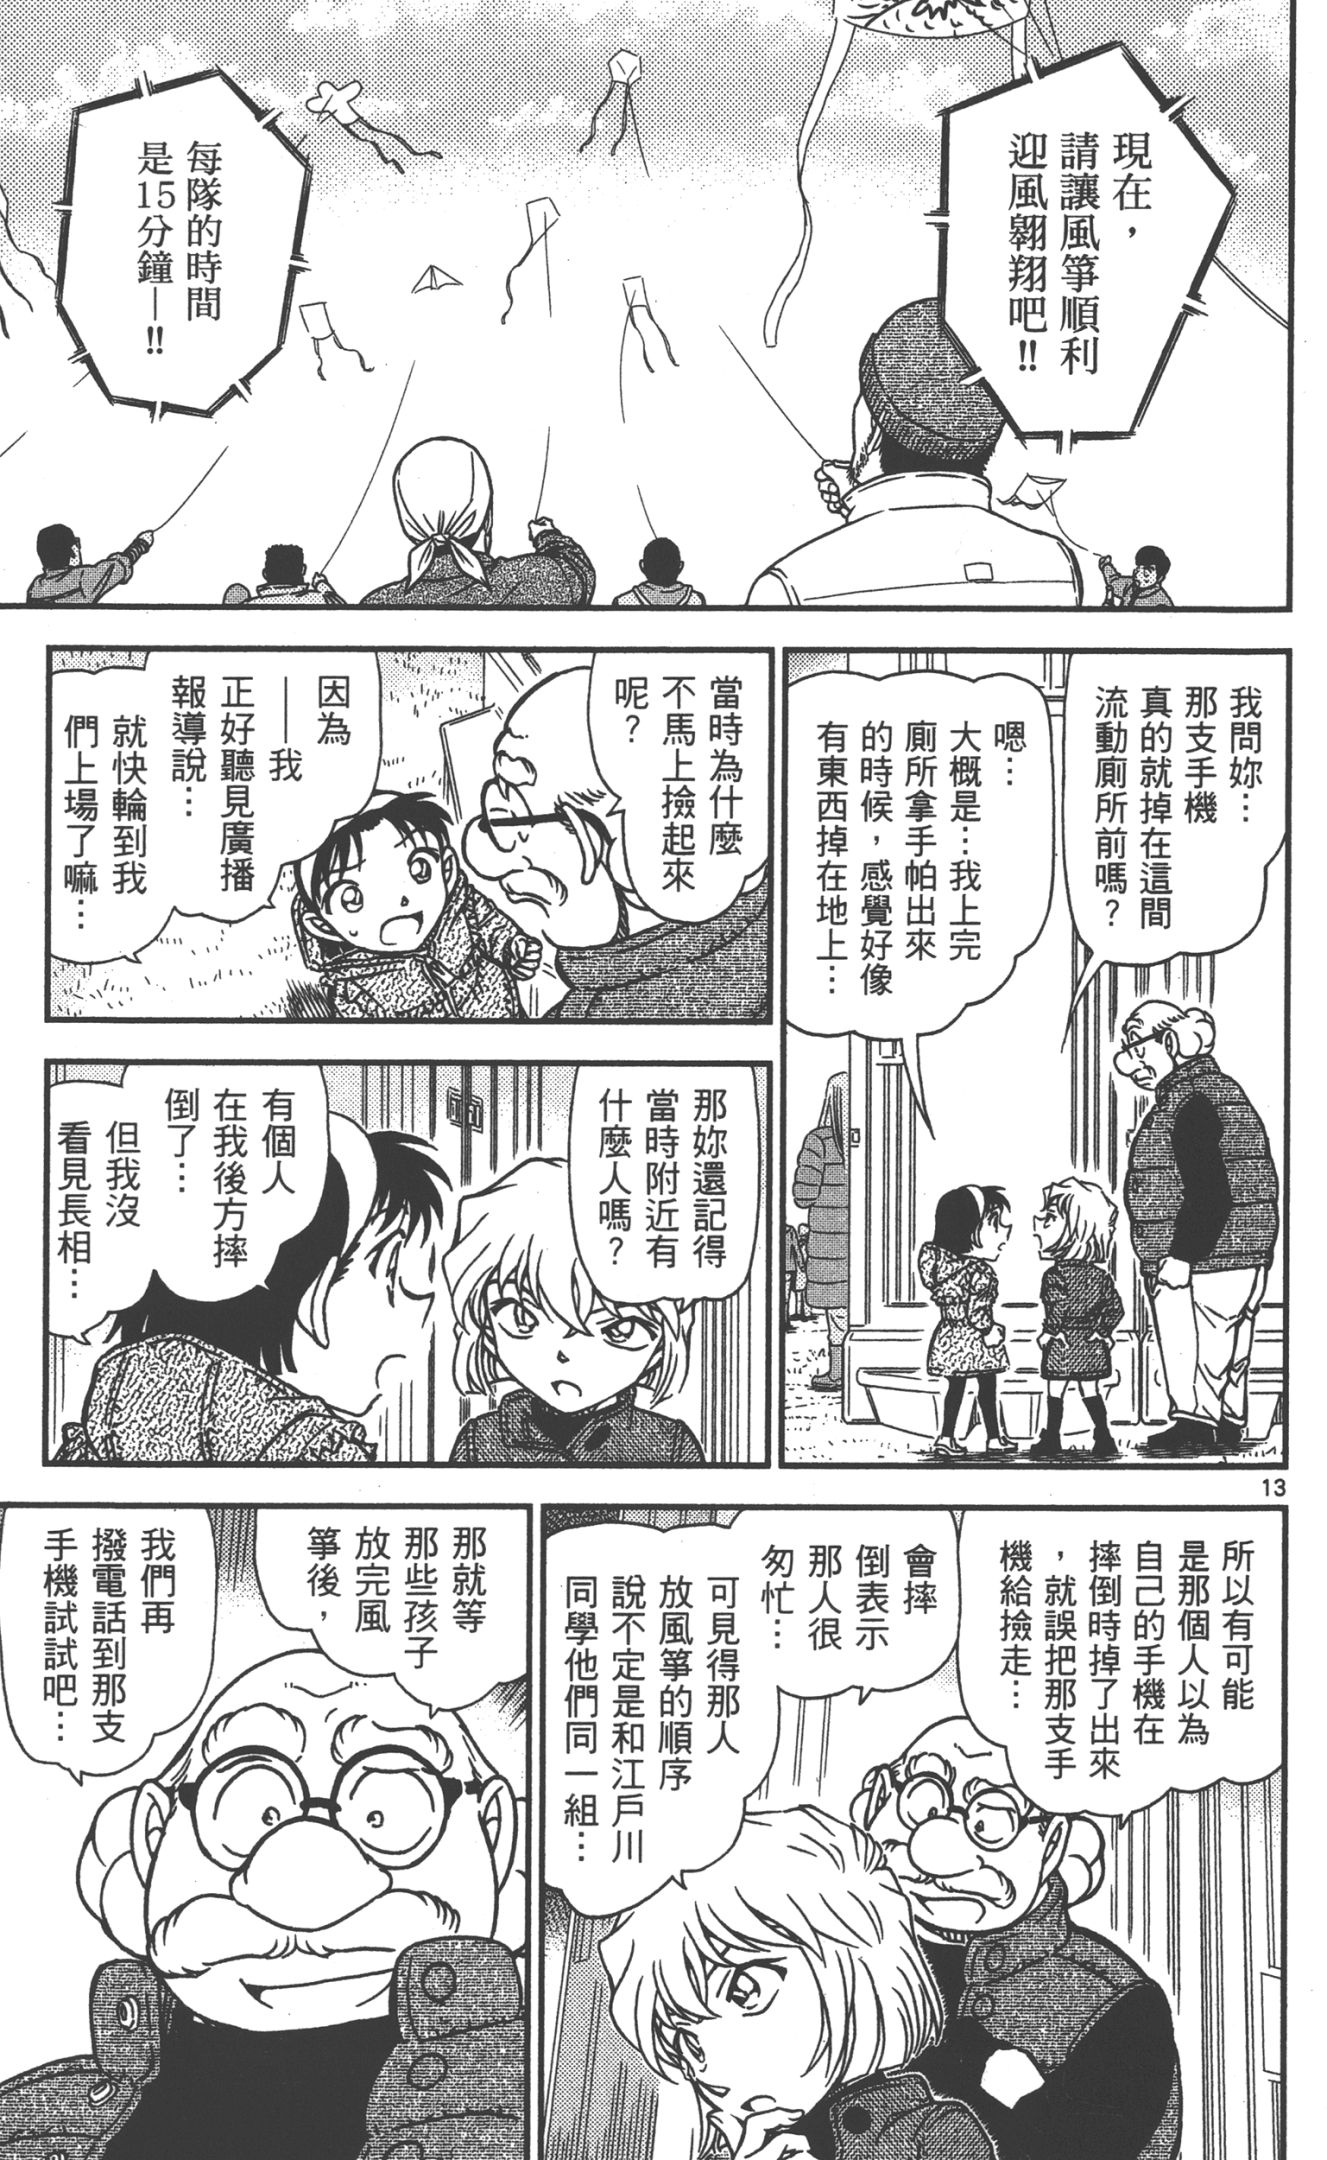 現在，
請讓風箏順利
迎風翱翔吧!!
每隊的時間
是15分鐘—!!
我問妳…
那支手機
真的就掉在這間
流動廁所前嗎？
嗯…
大概是…我上完
廁所拿手帕出來
的時候，感覺好像
有東西掉在地上…
當時為什麼
不馬上撿起來
呢？
因為
——我
正好聽見廣播
報導說…
就快輪到我
們上場了嘛…
那妳還記得
當時附近有
什麼人嗎？
有個人
在我後方摔
倒了…
但我沒
看見長相…
13
所以有可能
是那個人以為
自己的手機在
摔倒時掉了出來
，就誤把那支手
機給撿走…
會摔
倒表示
那人很
匆忙…
可見得那人
放風箏的順序
說不定是和江戶川
同學他們同一組…
那就等
那些孩子
放完風
箏後，
我們再
撥電話到那支
手機試試吧…